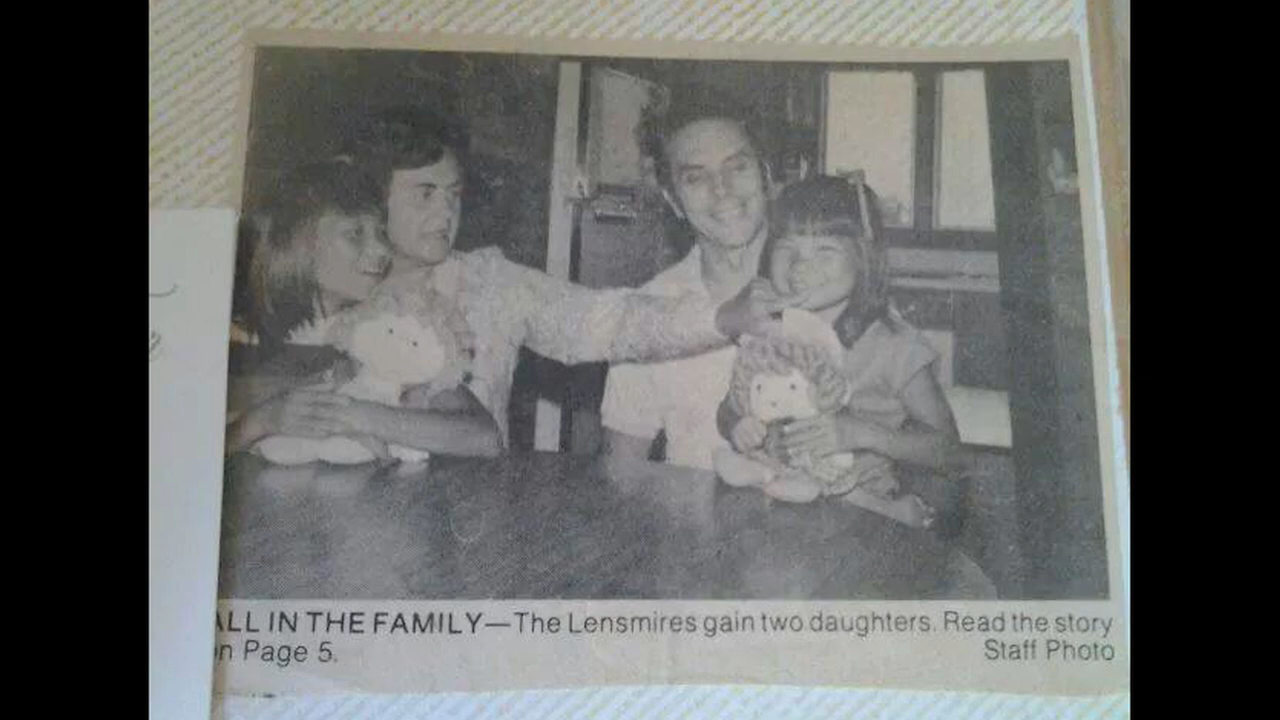 ALL IN THE FAMILY—The Lensmires gain two daughters. Read the story
on Page 5. Staff Photo